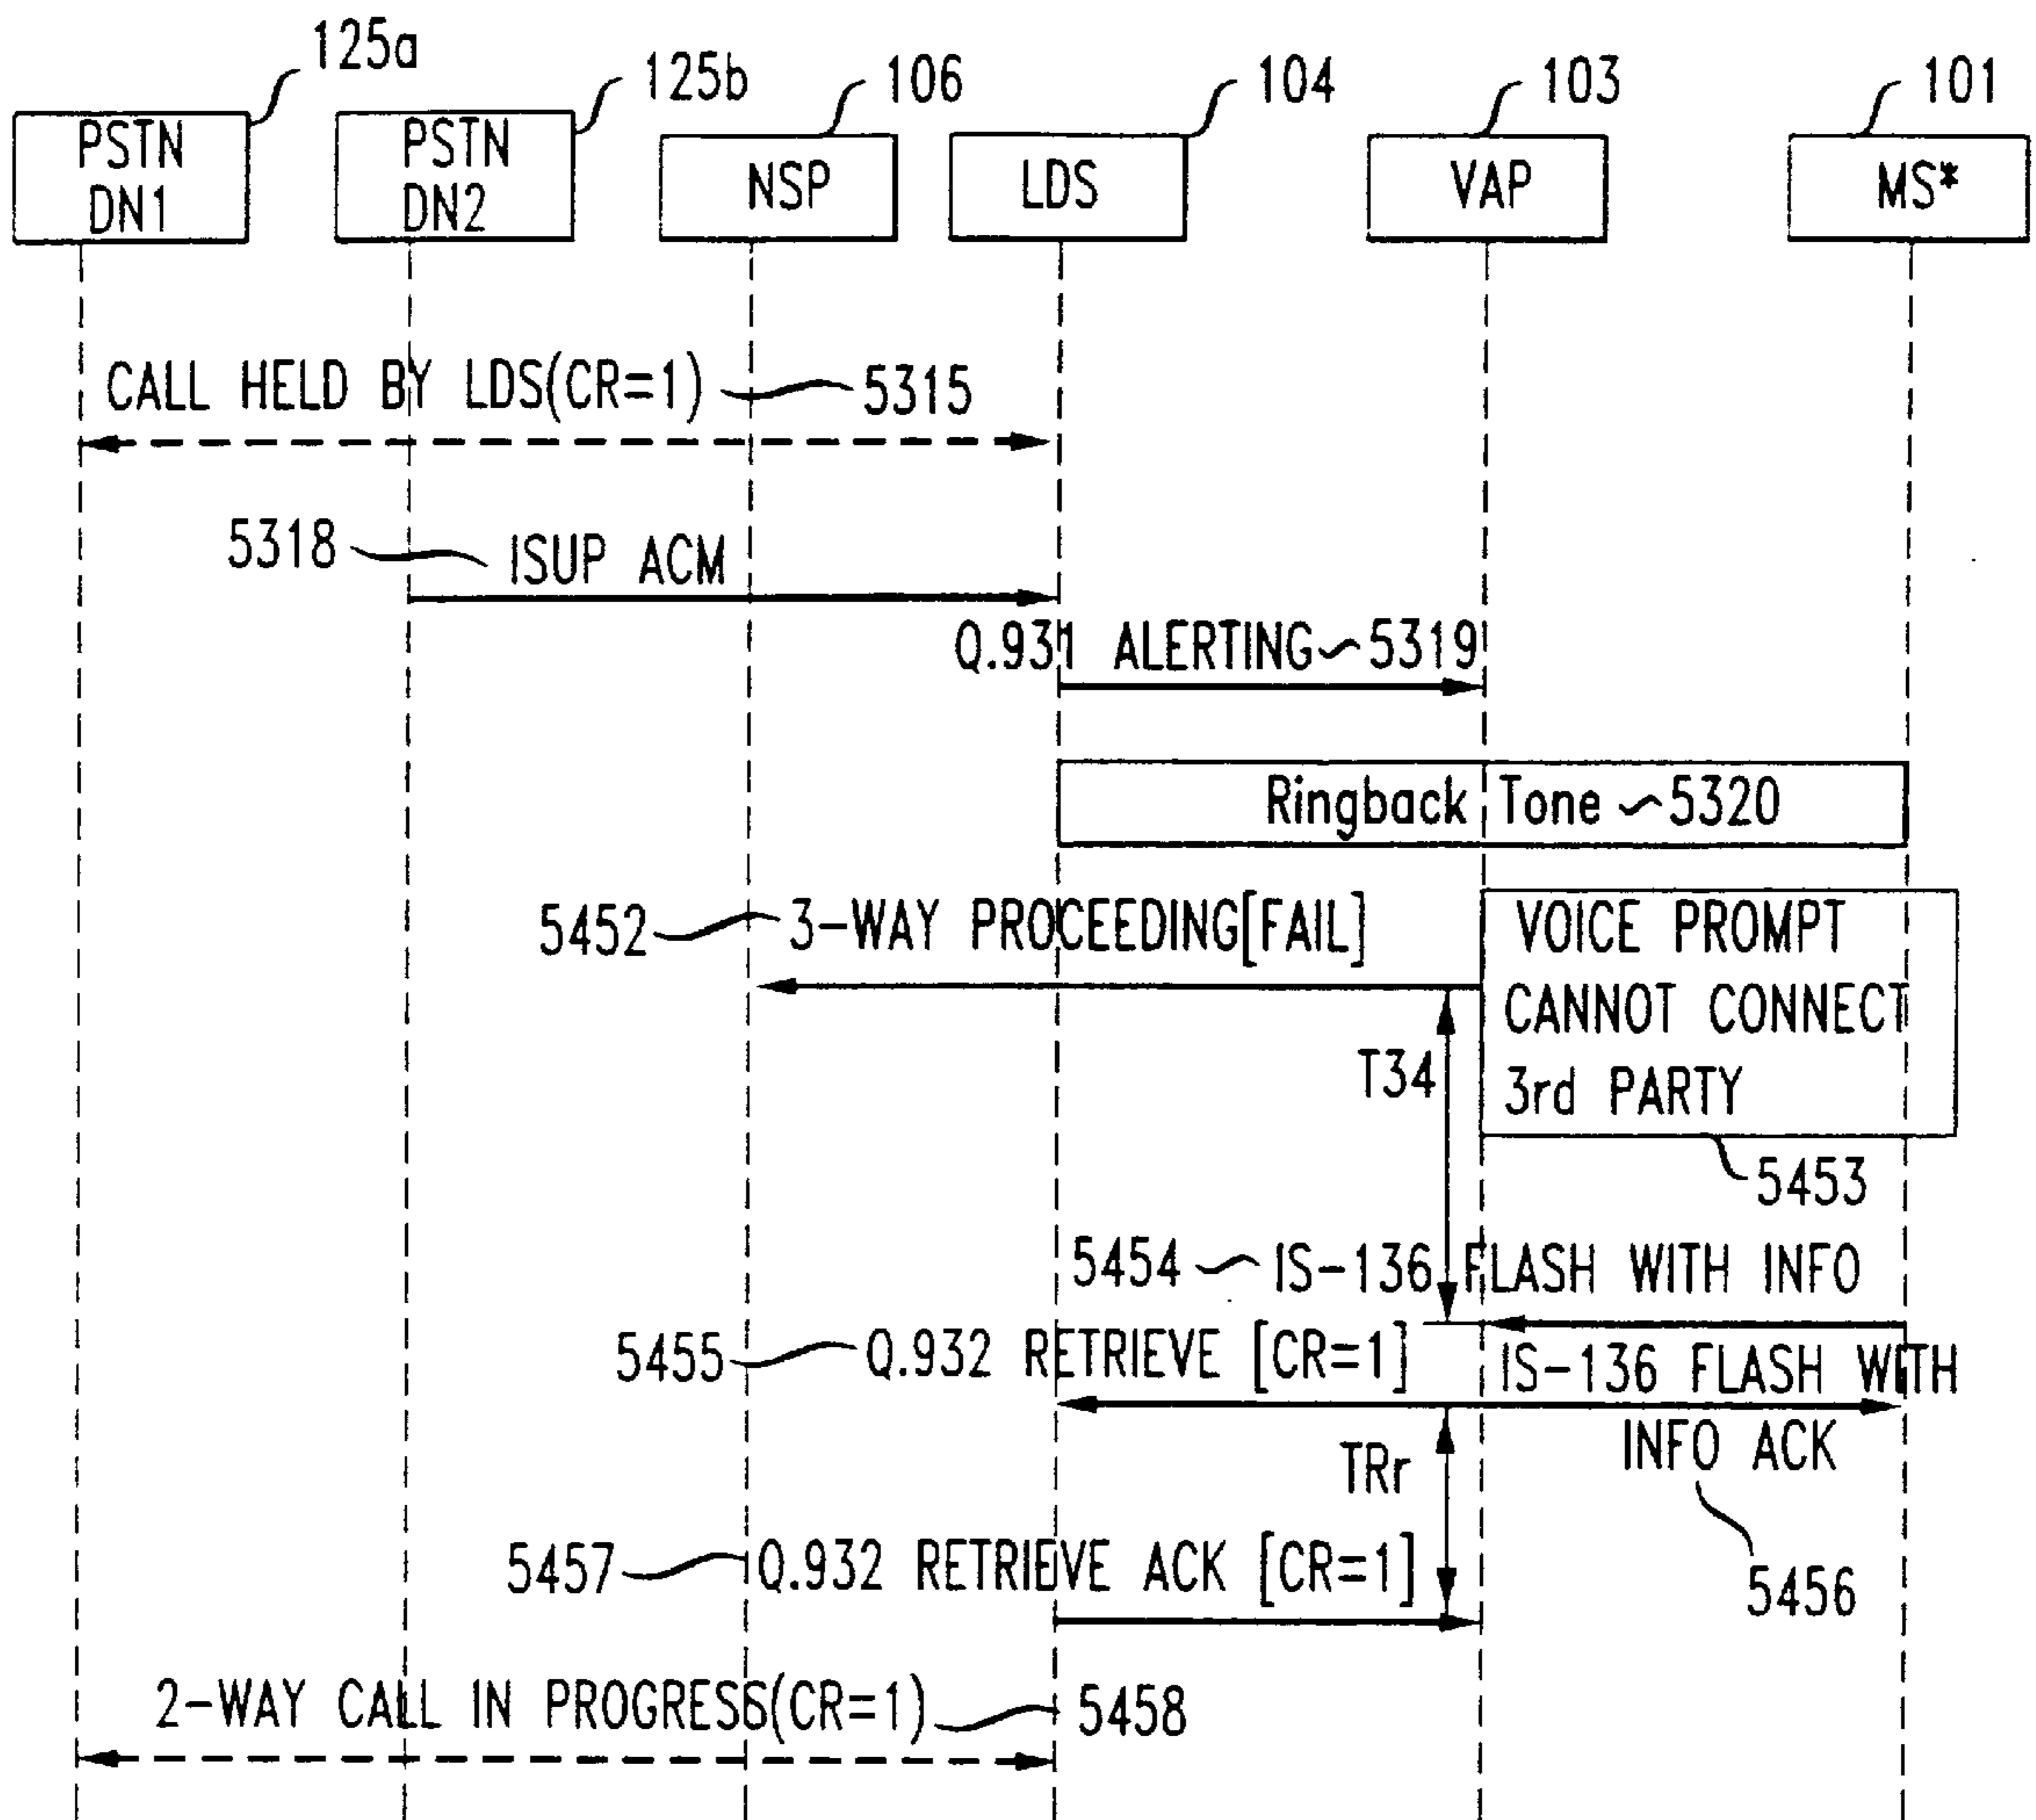 125a
125b
106
104
103
101
PSTN
DN1
PSTN
DN2
NSP
LDS
VAP
MS*
CALL HELD BY LDS(CR=1) 5315
5318 ISUP ACM
Q.931 ALERTING 5319
Ringback Tone 5320
5452 3-WAY PROCEEDING[FAIL]
VOICE PROMPT
CANNOT CONNECT
3rd PARTY
T34
5453
5454 IS-136 FLASH WITH INFO
5455 Q.932 RETRIEVE [CR=1]
IS-136 FLASH WITH
INFO ACK
TRr
5456
5457 Q.932 RETRIEVE ACK [CR=1]
2-WAY CALL IN PROGRESS(CR=1) 5458